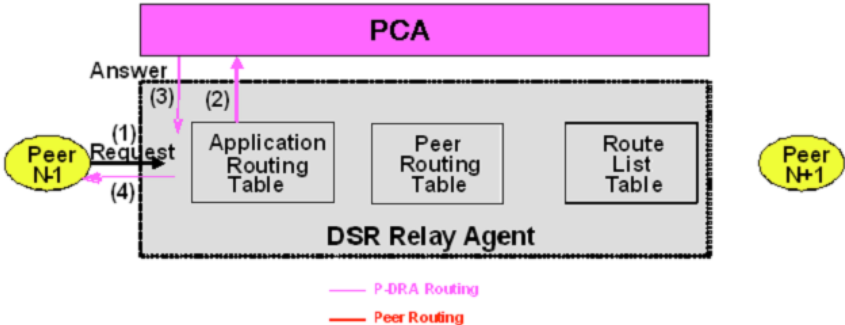 PCA
Answer
(3)
(2)
(1)
Request
Peer
N-1
(4)
Application
Routing
Table
Peer
Routing
Table
Route
List
Table
Peer
N+1
DSR Relay Agent
P-DRA Routing
Peer Routing